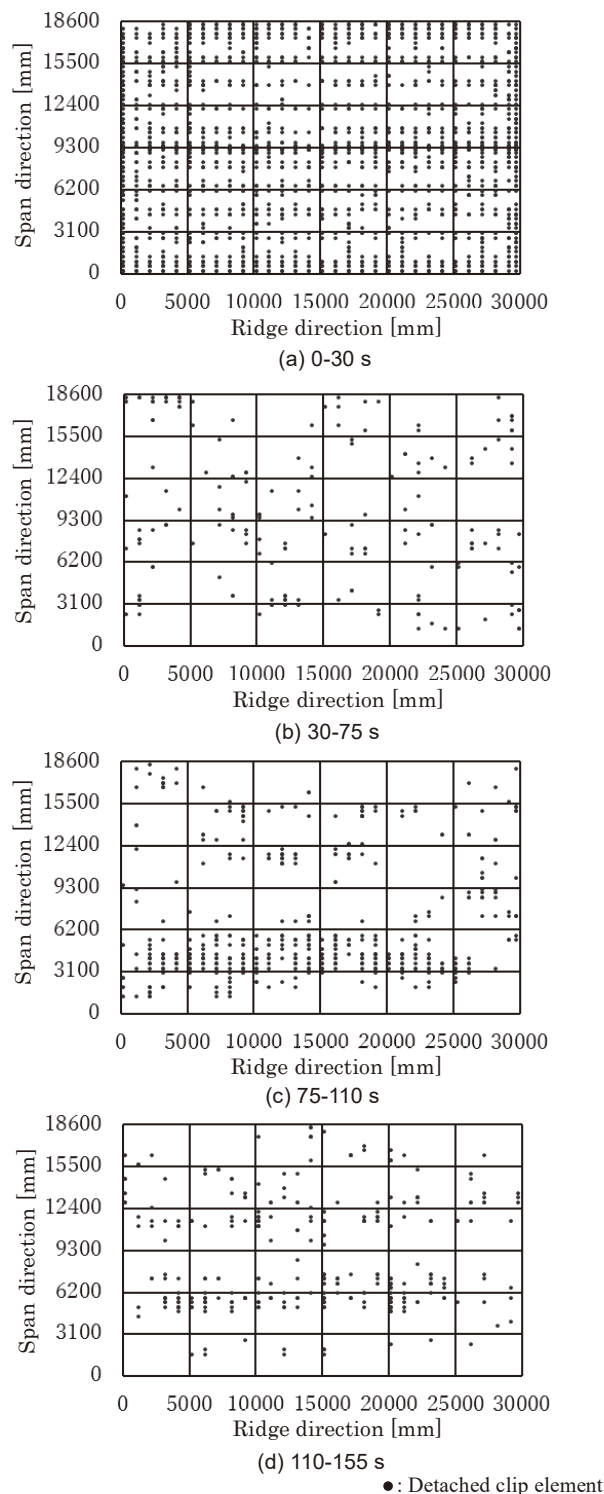 18600
15500
12400
9300
6200
3100
0
Span direction [mm]
0 5000 10000 15000 20000 25000 30000
Ridge direction [mm]
(a) 0-30 s
18600
15500
12400
9300
6200
3100
0
Span direction [mm]
0 5000 10000 15000 20000 25000 30000
Ridge direction [mm]
(b) 30-75 s
18600
15500
12400
9300
6200
3100
0
Span direction [mm]
0 5000 10000 15000 20000 25000 30000
Ridge direction [mm]
(c) 75-110 s
18600
15500
12400
9300
6200
3100
0
Span direction [mm]
0 5000 10000 15000 20000 25000 30000
Ridge direction [mm]
(d) 110-155 s
●: Detached clip element